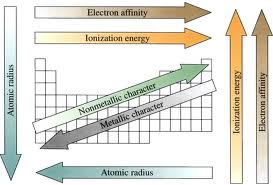 Electron affinity
Ionization energy
Atomic radius
Nonmetallic character
Metallic character
Ionization energy
Electron affinity
Atomic radius